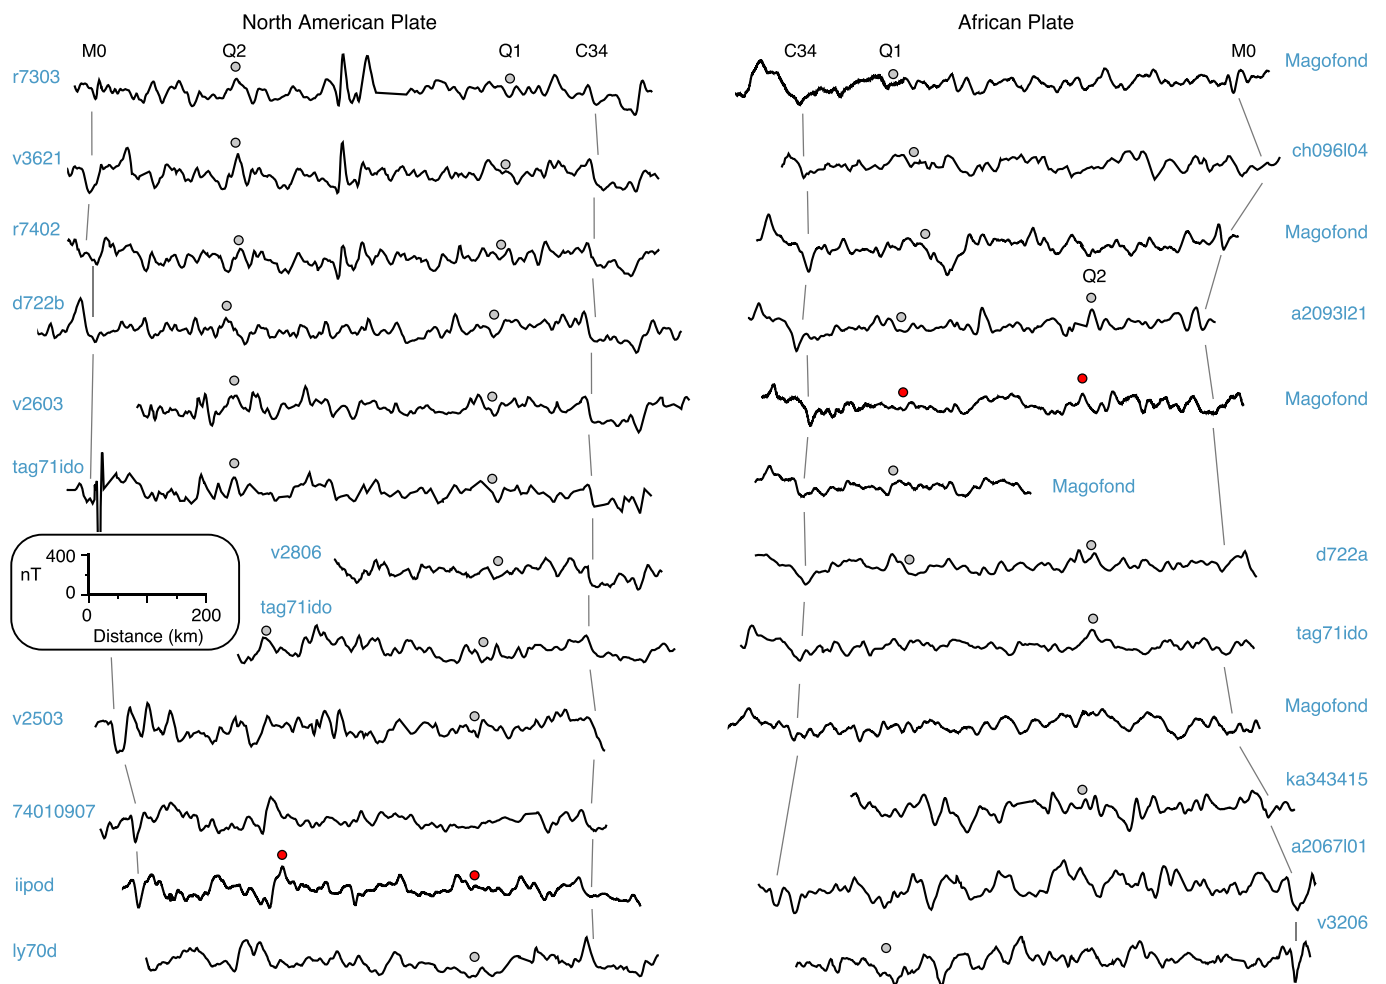 North American Plate
African Plate
M0 Q2 Q1 C34
C34 Q1 M0
r7303
Magofond
v3621
ch096l04
r7402
Magofond
Q2
d722b
a2093l21
v2603
Magofond
tag71ido
Magofond
v2806
d722a
400
nT
0
0 200
Distance (km)
tag71ido
tag71ido
v2503
Magofond
74010907
ka343415
a2067l01
iipod
v3206
ly70d